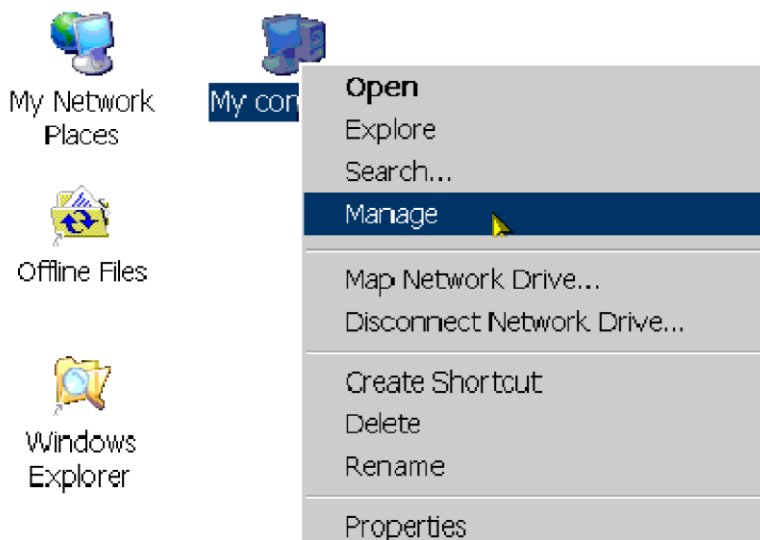 My Network
Places
My con
Offline Files
Windows
Explorer
Open
Explore
Search...
Manage
Map Network Drive...
Disconnect Network Drive...
Create Shortcut
Delete
Rename
Properties